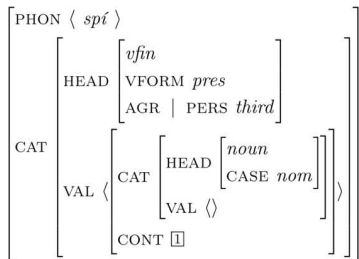 PHON ⟨ spí ⟩
vfin
HEAD VFORM pres
AGR | PERS third
CAT
noun
HEAD
CAT CASE nom
VAL ⟨ ⟩
VAL ⟨⟩
CONT 1